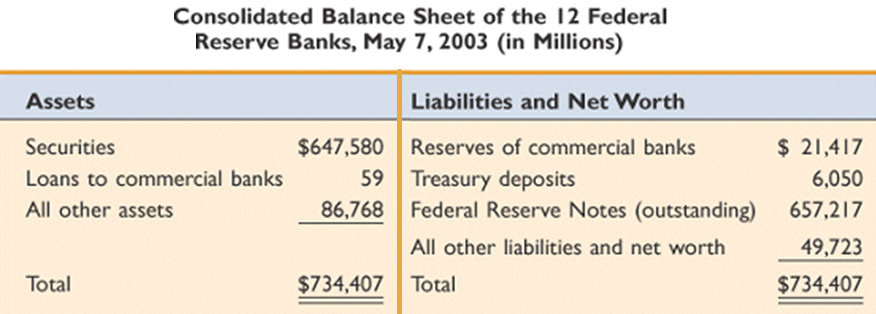 Consolidated Balance Sheet of the 12 Federal
Reserve Banks, May 7, 2003 (in Millions)
Assets Liabilities and Net Worth
Securities $647,580 Reserves of commercial banks $ 21,417
Loans to commercial banks 59 Treasury deposits 6,050
All other assets 86,768 Federal Reserve Notes (outstanding) 657,217
All other liabilities and net worth 49,723
Total $734,407 Total $734,407